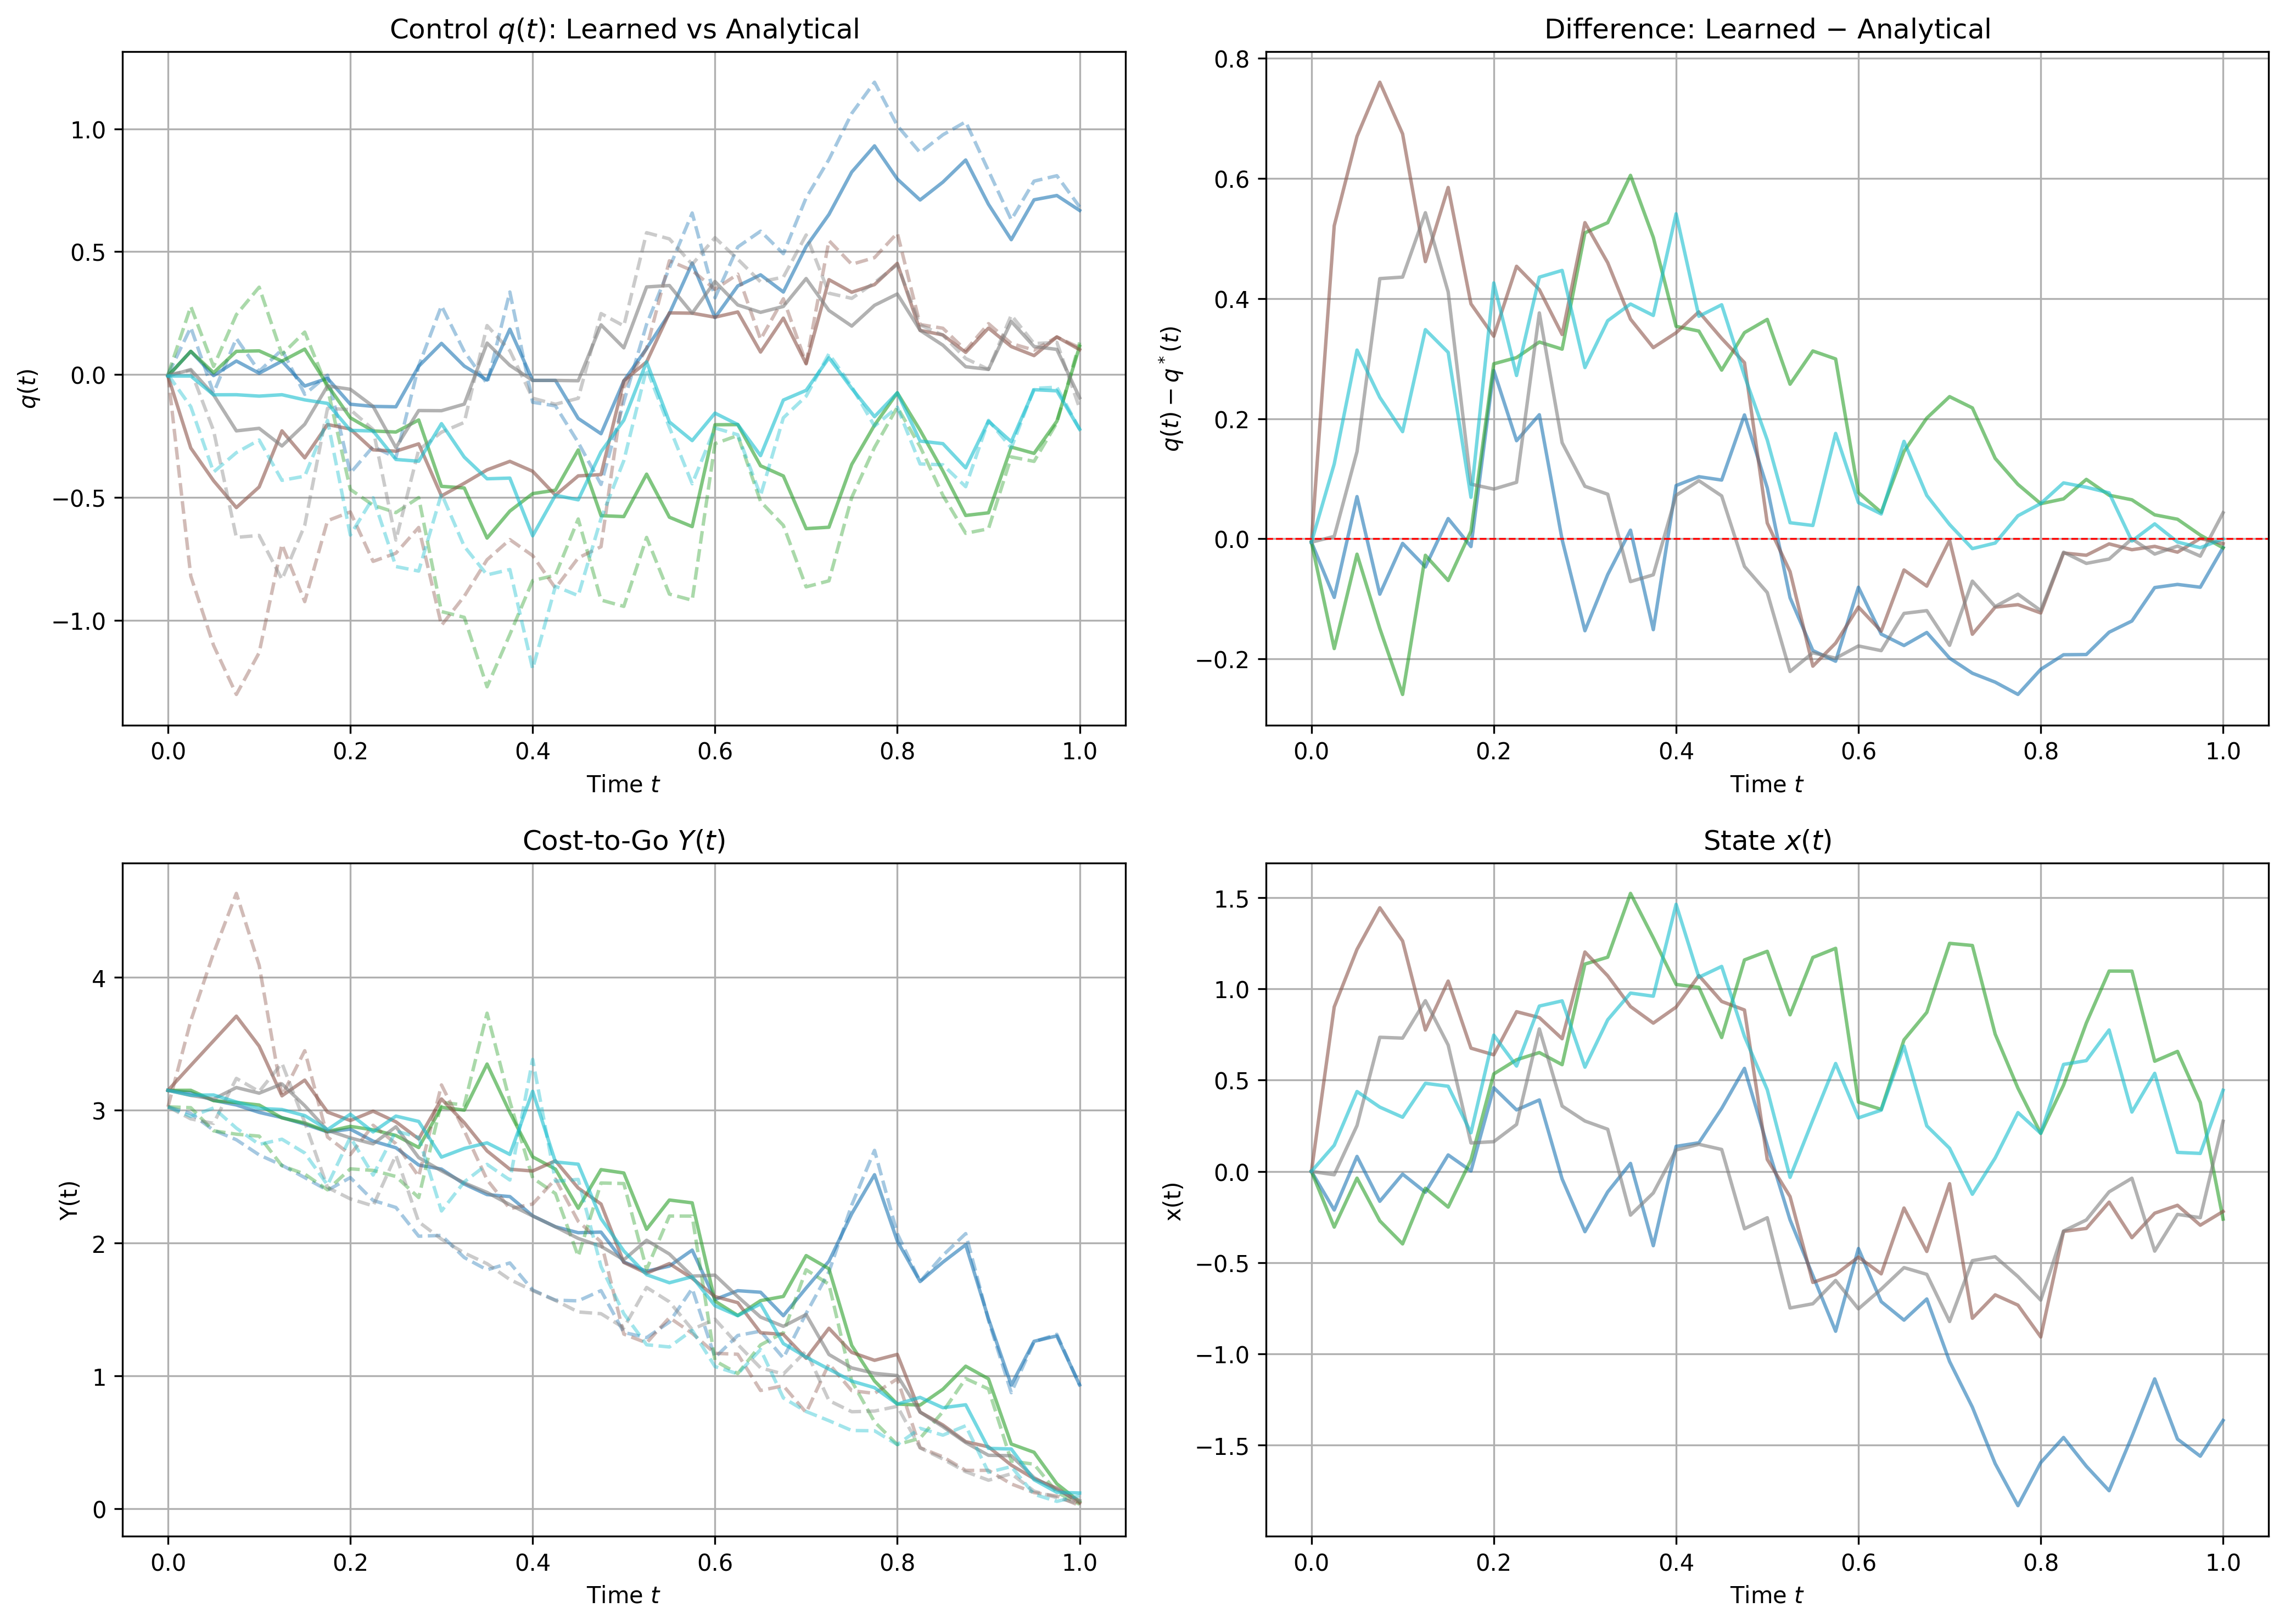 Control q(t): Learned vs Analytical
q(t)
1.0
0.5
0.0
−0.5
−1.0
0.0 0.2 0.4 0.6 0.8 1.0
Time t
Difference: Learned − Analytical
q(t) − q*(t)
0.8
0.6
0.4
0.2
0.0
−0.2
0.0 0.2 0.4 0.6 0.8 1.0
Time t
Cost-to-Go Y(t)
Y(t)
4
3
2
1
0
0.0 0.2 0.4 0.6 0.8 1.0
Time t
State x(t)
x(t)
1.5
1.0
0.5
0.0
−0.5
−1.0
−1.5
0.0 0.2 0.4 0.6 0.8 1.0
Time t